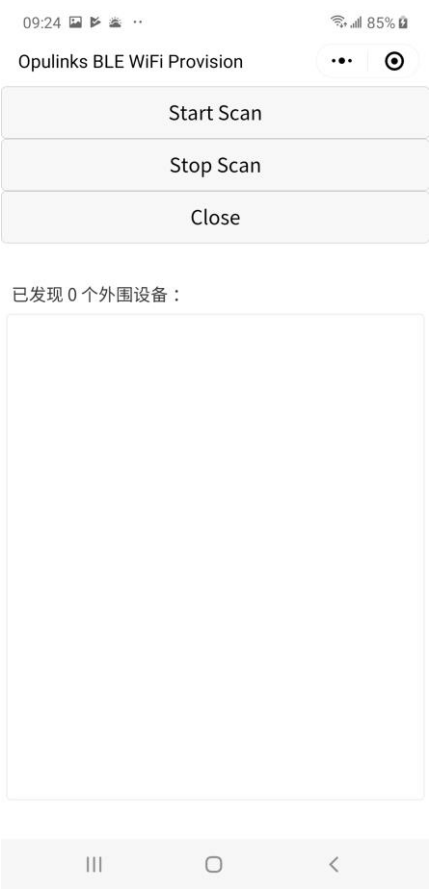 09:24
85%
Opulinks BLE WiFi Provision
Start Scan
Stop Scan
Close
已发现 0 个外围设备：